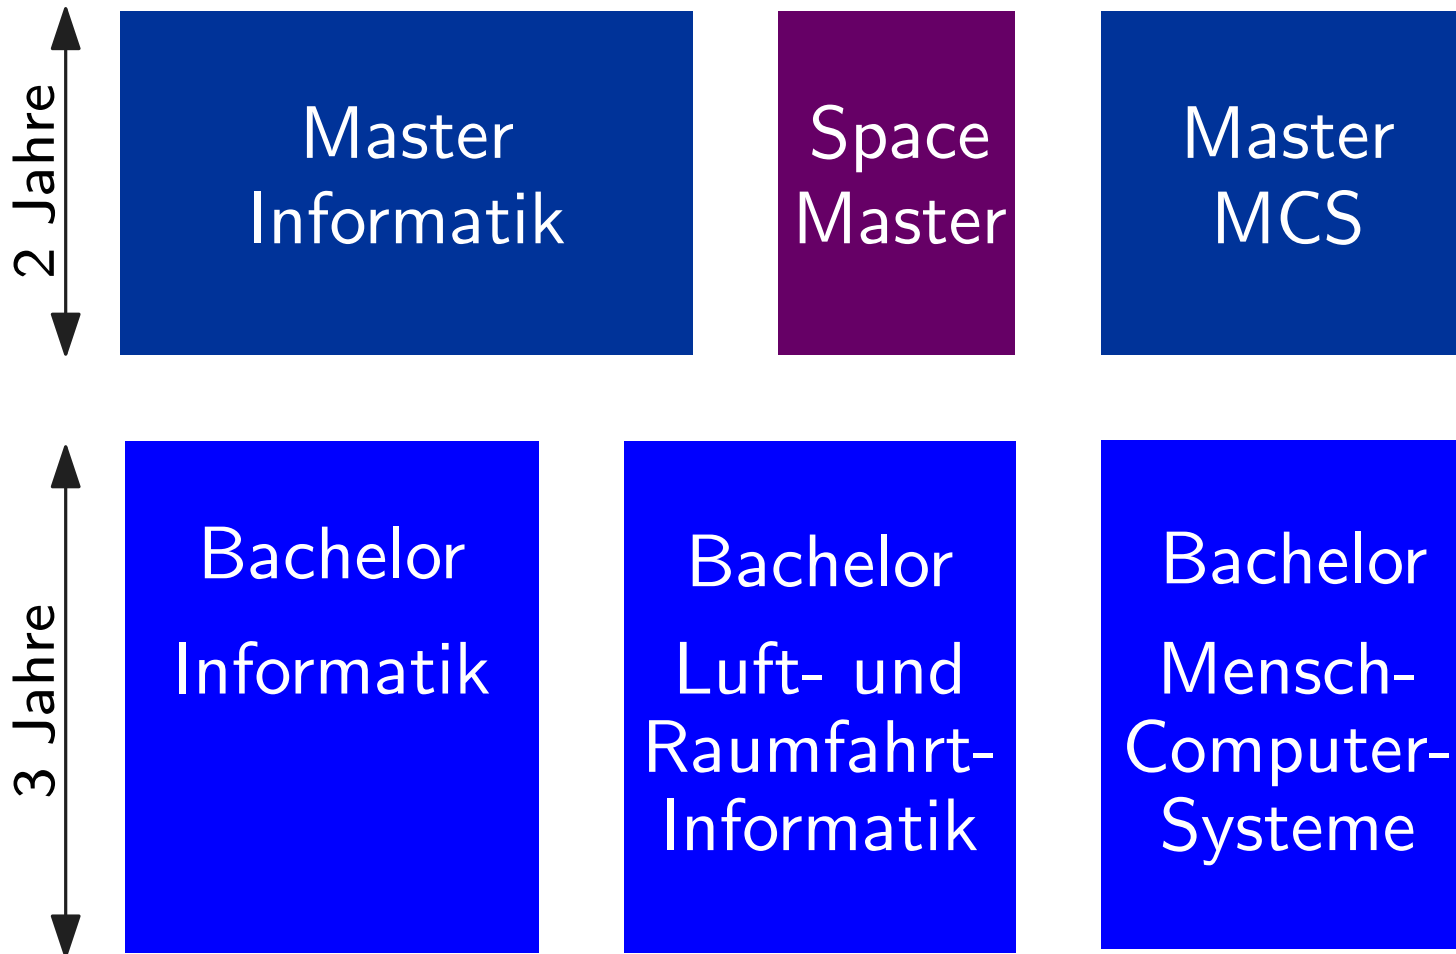 2 Jahre
Master
Informatik
Space
Master
Master
MCS
3 Jahre
Bachelor
Informatik
Bachelor
Luft- und
Raumfahrt-
Informatik
Bachelor
Mensch-
Computer-
Systeme